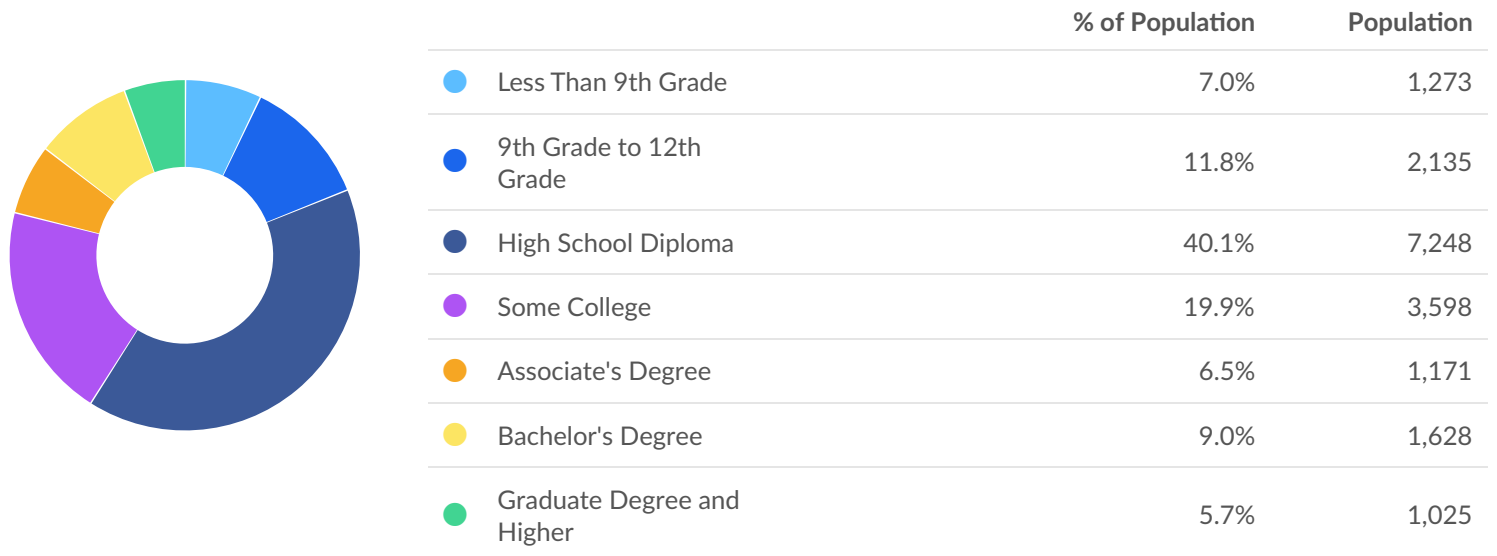 % of Population Population
Less Than 9th Grade 7.0% 1,273
9th Grade to 12th
Grade 11.8% 2,135
High School Diploma 40.1% 7,248
Some College 19.9% 3,598
Associate's Degree 6.5% 1,171
Bachelor's Degree 9.0% 1,628
Graduate Degree and
Higher 5.7% 1,025